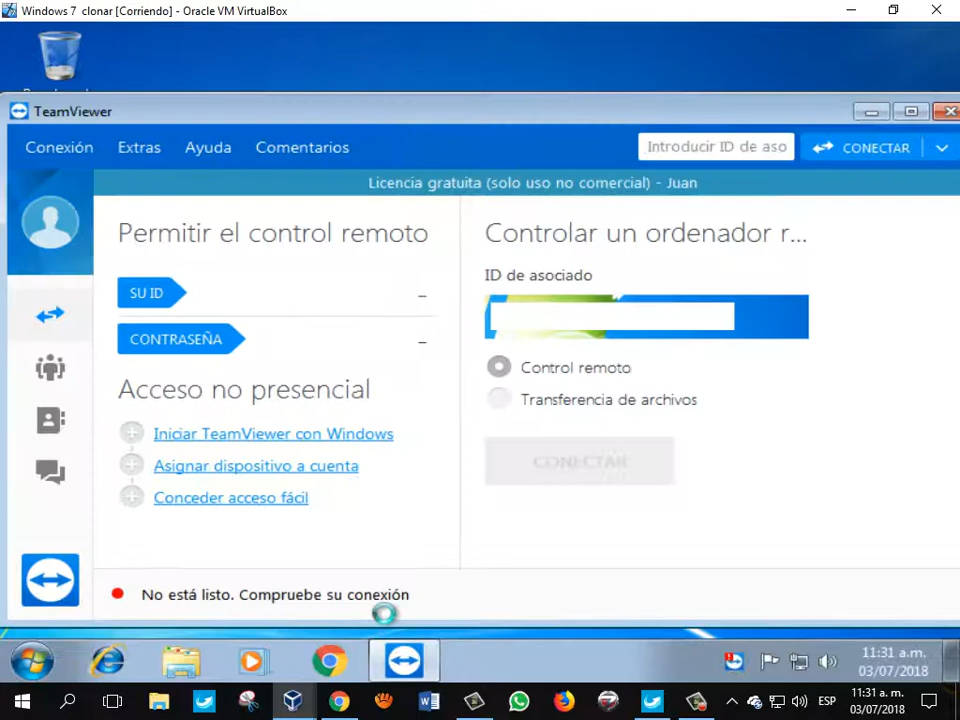 Windows 7 clonar [Corriendo] - Oracle VM VirtualBox
TeamViewer
Conexión Extras Ayuda Comentarios
Introducir ID de aso
CONECTAR
Licencia gratuita (solo uso no comercial) - Juan
Permitir el control remoto
SU ID –
CONTRASEÑA –
Acceso no presencial
Iniciar TeamViewer con Windows
Asignar dispositivo a cuenta
Conceder acceso fácil
Controlar un ordenador r...
ID de asociado
Control remoto
Transferencia de archivos
CONECTAR
No está listo. Compruebe su conexión
11:31 a.m.
03/07/2018
ESP
11:31 a. m.
03/07/2018